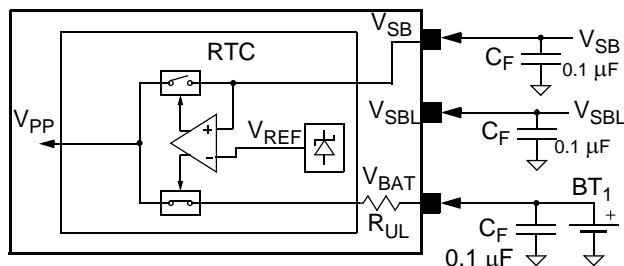 V_SB
V_SB
RTC
C_F 0.1 µF
V_PP
+
-
V_REF
V_SBL
V_SBL
C_F 0.1 µF
V_BAT
BT_1
+
R_UL
C_F
0.1 µF